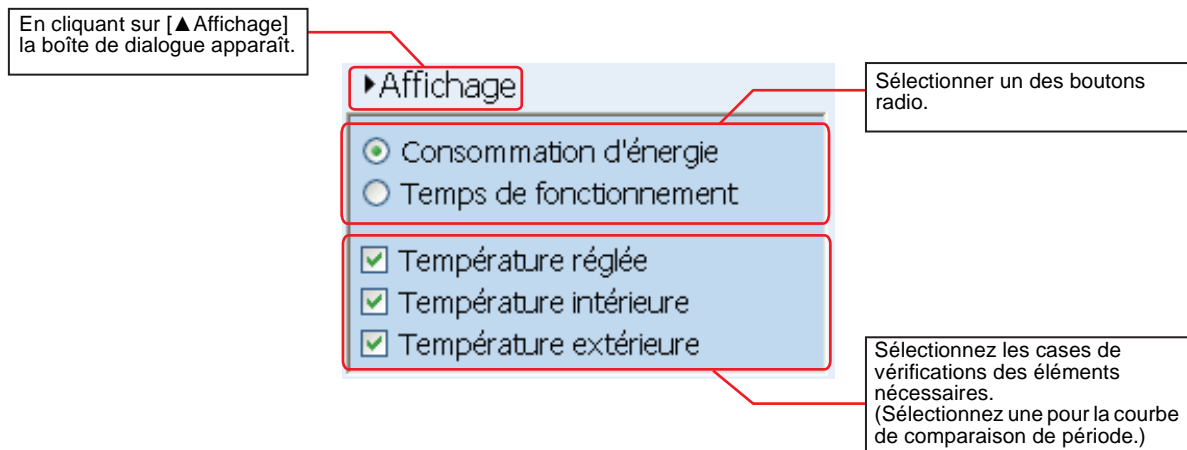 En cliquant sur [▲Affichage]
la boîte de dialogue apparaît.
▶Affichage
Sélectionner un des boutons
radio.
Consommation d'énergie
Temps de fonctionnement
Température réglée
Température intérieure
Température extérieure
Sélectionnez les cases de
vérifications des éléments
nécessaires.
(Sélectionnez une pour la courbe
de comparaison de période.)